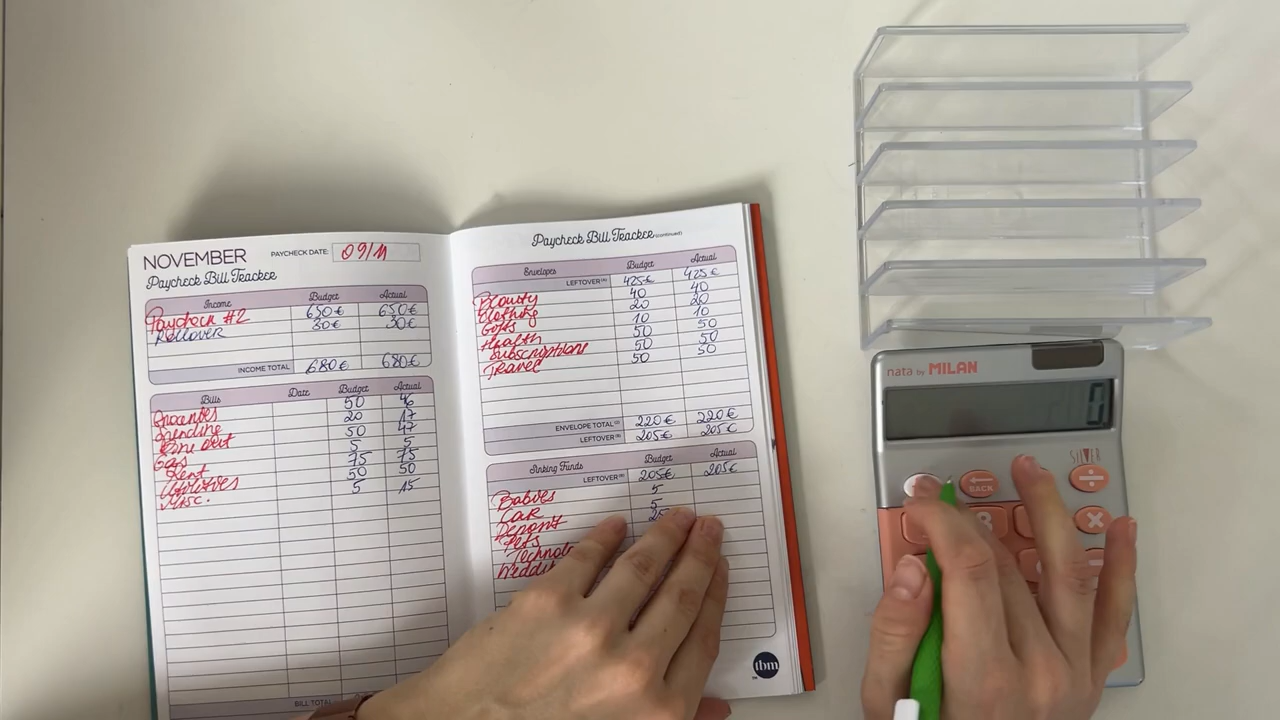 NOVEMBER
PAYCHECK DATE: 09/11
Paycheck Bill Tracker
Income Budget Actual
Paycheck #2 650€ 650€
Rollover 30€ 30€
INCOME TOTAL 680€ 680€
Bills Date Budget Actual
Groceries 50 46
Spending 20 17
50 47
Gas 5 5
Rent 75 75
50 50
Misc. 5 15
BILL TOTAL
Paycheck Bill Tracker (continued)
Envelopes Budget Actual
LEFTOVER 425€ 425€
Beauty 40 40
Clothing 20 20
Gifts 10 10
Health 50 50
Subscriptions 50 50
Travel 50 50
ENVELOPE TOTAL 220€ 220€
LEFTOVER 205€ 205€
Sinking Funds Budget Actual
LEFTOVER 205€ 205€
Babies 5
Car 5
Deposit 25
Pets
tbm
nata by MILAN
0
SILVER
BACK
÷
8
×